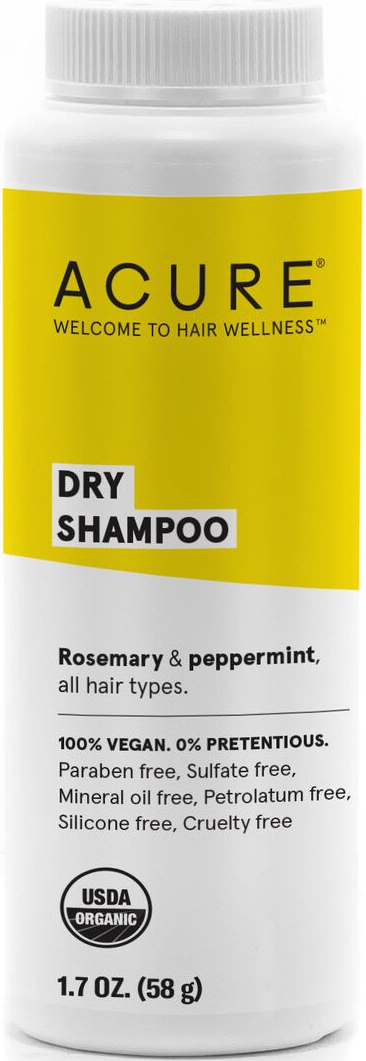 ACURE®
WELCOME TO HAIR WELLNESS™
DRY
SHAMPOO
Rosemary & peppermint,
all hair types.
100% VEGAN. 0% PRETENTIOUS.
Paraben free, Sulfate free,
Mineral oil free, Petrolatum free,
Silicone free, Cruelty free
USDA
ORGANIC
1.7 OZ. (58 g)